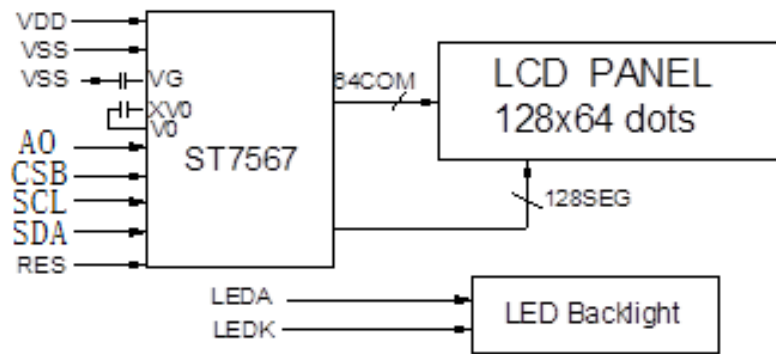 VDD
VSS
VSS
VG
XV0
V0
A0
CSB
SCL
SDA
RES
ST7567
64COM
LCD PANEL
128x64 dots
128SEG
LEDA
LEDK
LED Backlight